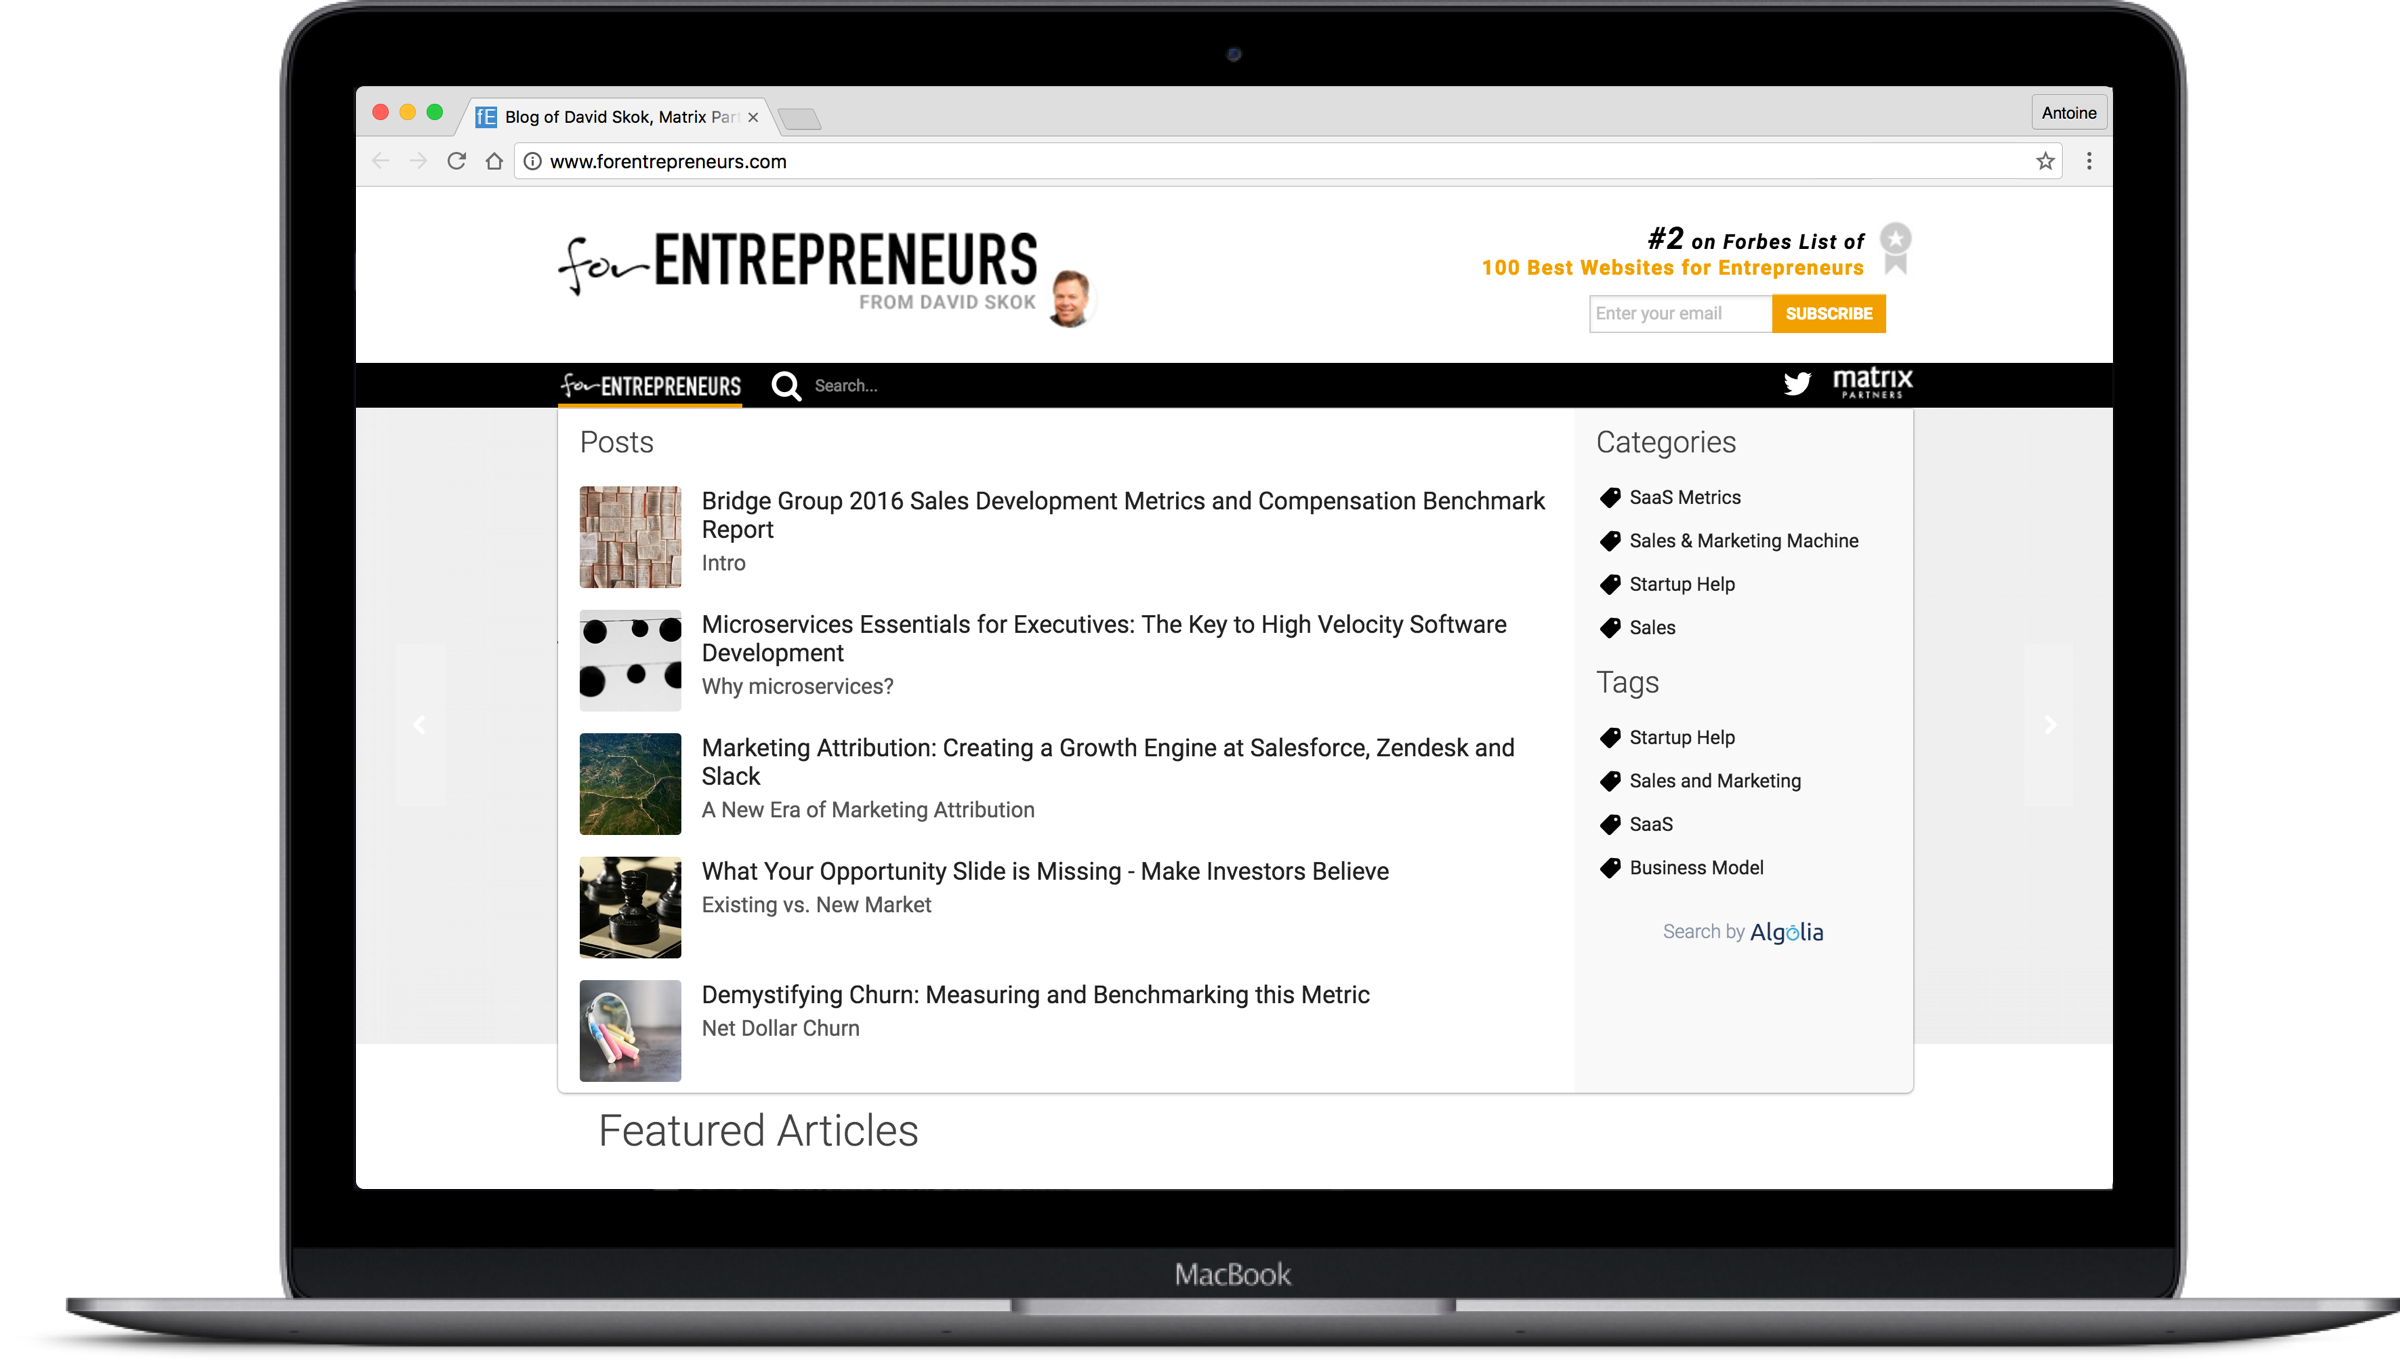 Blog of David Skok, Matrix Par
Antoine
www.forentrepreneurs.com
for ENTREPRENEURS
FROM DAVID SKOK
#2 on Forbes List of
100 Best Websites for Entrepreneurs
Enter your email
SUBSCRIBE
for ENTREPRENEURS
Search...
matrix
PARTNERS
Posts
Bridge Group 2016 Sales Development Metrics and Compensation Benchmark
Report
Intro
Microservices Essentials for Executives: The Key to High Velocity Software
Development
Why microservices?
Marketing Attribution: Creating a Growth Engine at Salesforce, Zendesk and
Slack
A New Era of Marketing Attribution
What Your Opportunity Slide is Missing - Make Investors Believe
Existing vs. New Market
Demystifying Churn: Measuring and Benchmarking this Metric
Net Dollar Churn
Categories
SaaS Metrics
Sales & Marketing Machine
Startup Help
Sales
Tags
Startup Help
Sales and Marketing
SaaS
Business Model
Search by Algolia
Featured Articles
MacBook